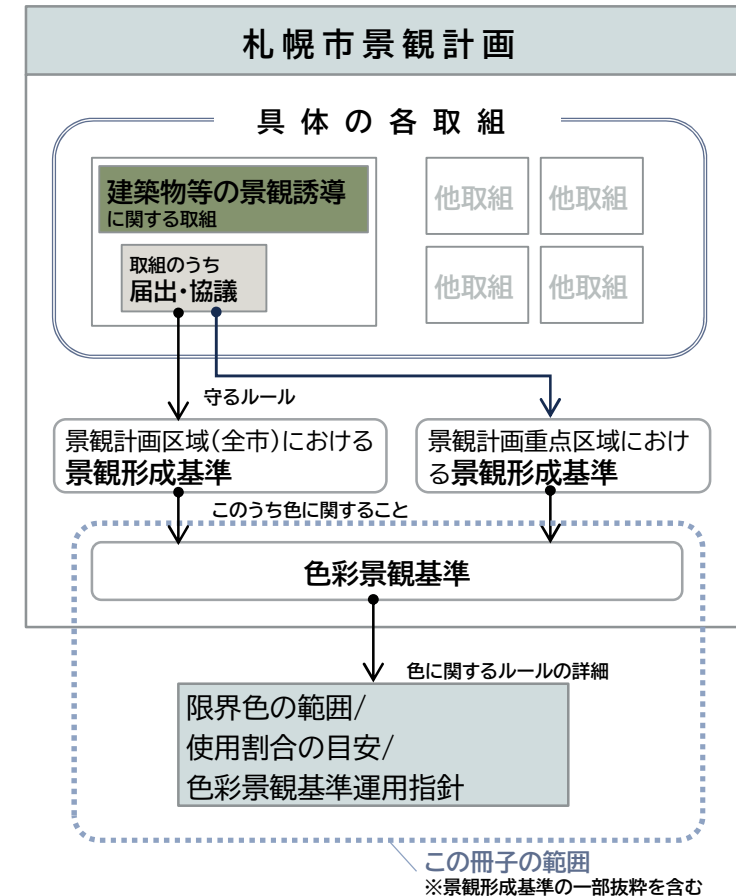 札幌市景観計画
具体の各取組
建築物等の景観誘導
に関する取組
取組のうち
届出・協議
他取組
他取組
他取組
他取組
守るルール
景観計画区域(全市)における
景観形成基準
景観計画重点区域におけ
る景観形成基準
このうち色に関すること
色彩景観基準
色に関するルールの詳細
限界色の範囲/
使用割合の目安/
色彩景観基準運用指針
この冊子の範囲
※景観形成基準の一部抜粋を含む